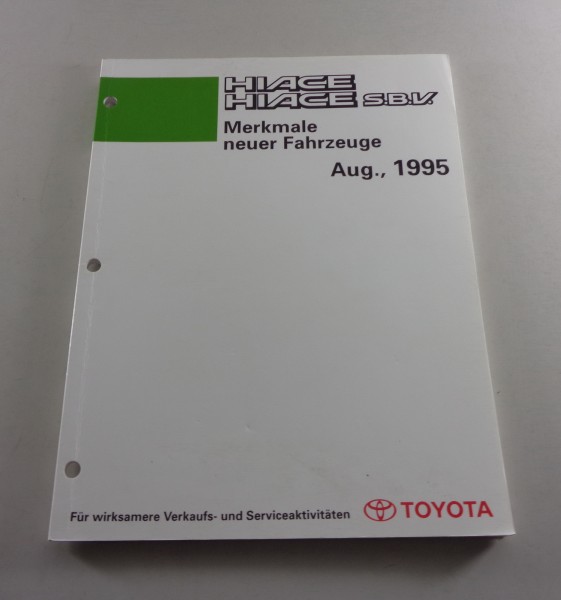 HIACE
HIACE S.B.V.
Merkmale
neuer Fahrzeuge
Aug., 1995
Für wirksamere Verkaufs- und Serviceaktivitäten
TOYOTA